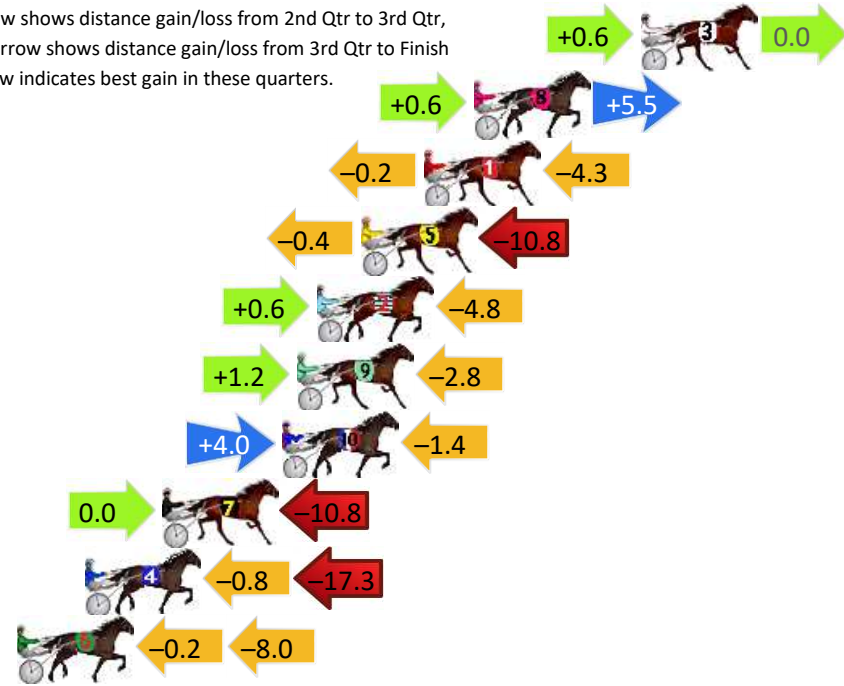 w shows distance gain/loss from 2nd Qtr to 3rd Qtr,
rrow shows distance gain/loss from 3rd Qtr to Finish
w indicates best gain in these quarters.
+0.6 3 0.0
+0.6 8 +5.5
–0.2 1 –4.3
–0.4 5 –10.8
+0.6 2 –4.8
+1.2 9 –2.8
+4.0 10 –1.4
0.0 7 –10.8
4 –0.8 –17.3
6 –0.2 –8.0